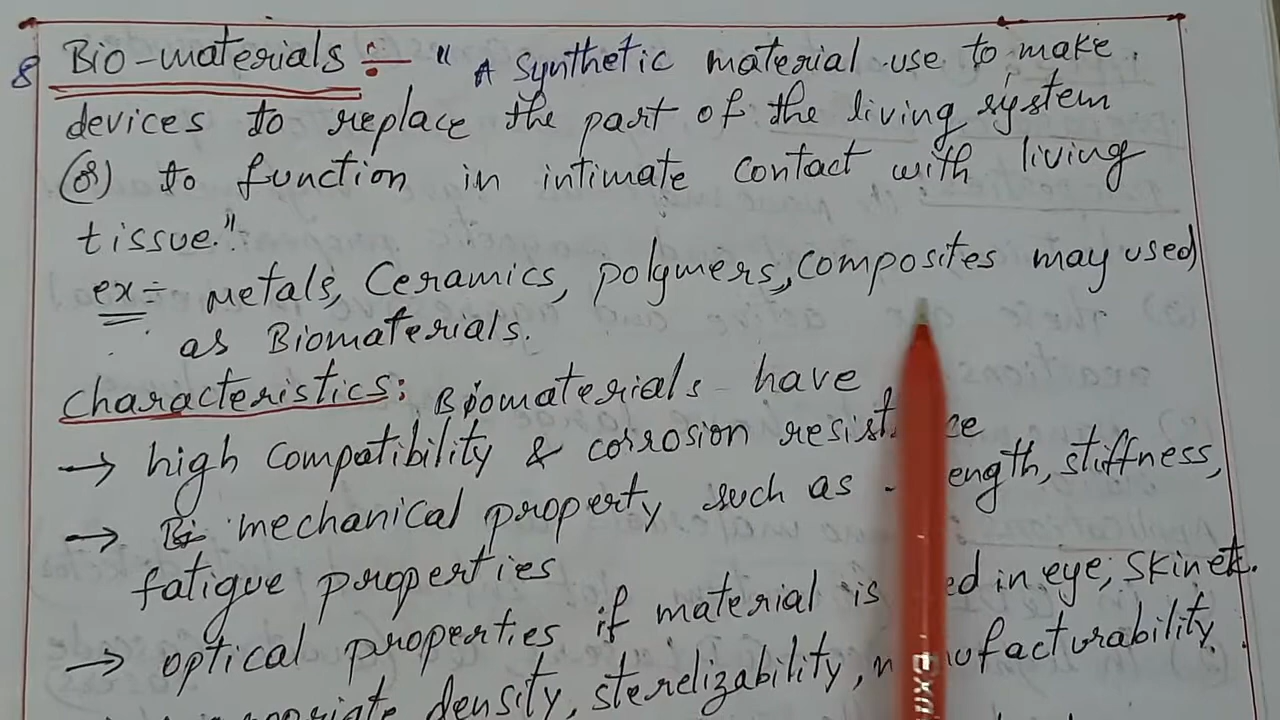 8 Bio-materials ÷ " A Synthetic material use to make
devices to replace the part of the living system
(or) to function in intimate contact with living
tissue."
ex:- Metals, Ceramics, polymers, composites may used
as Biomaterials.
Characteristics: Biomaterials have
→ high compatibility & corrosion resist ce
→ mechanical property such as ength, stiffness,
fatigue properties
→ optical properties if material is ed in eye, skin etc.
density, sterelizability, ufacturability.
Exa